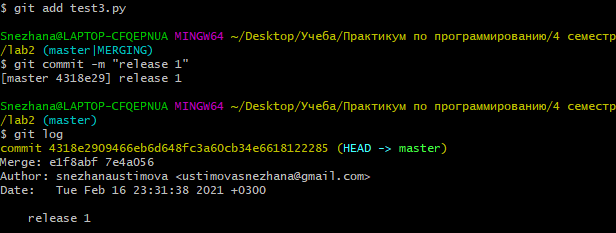 $ git add test3.py
Snezhana@LAPTOP-CFQEPNUA MINGW64 ~/Desktop/Учеба/Практикум по программированию/4 семестр
/lab2 (master|MERGING)
$ git commit -m "release 1"
[master 4318e29] release 1
Snezhana@LAPTOP-CFQEPNUA MINGW64 ~/Desktop/Учеба/Практикум по программированию/4 семестр
/lab2 (master)
$ git log
commit 4318e2909466eb6d648fc3a60cb34e6618122285 (HEAD -> master)
Merge: e1f8abf 7e4a056
Author: snezhanaustimova <ustimovasnezhana@gmail.com>
Date:   Tue Feb 16 23:31:38 2021 +0300
release 1